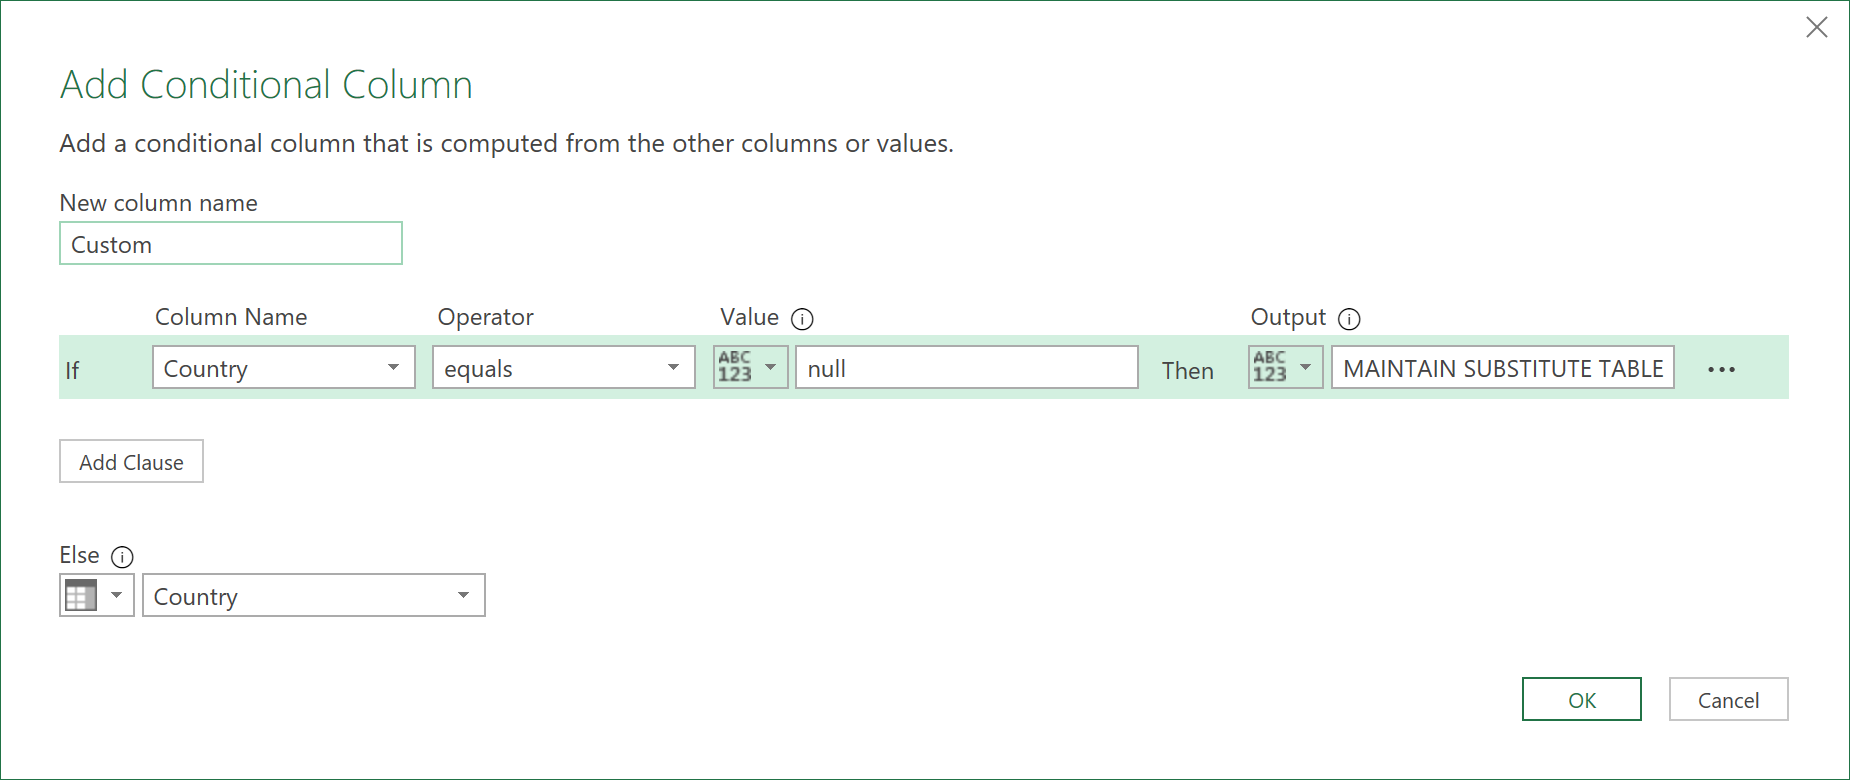 Add Conditional Column
Add a conditional column that is computed from the other columns or values.
New column name
Custom
Column Name Operator Value Output
If Country equals ABC 123 null Then ABC 123 MAINTAIN SUBSTITUTE TABLE ...
Add Clause
Else
Country
OK Cancel